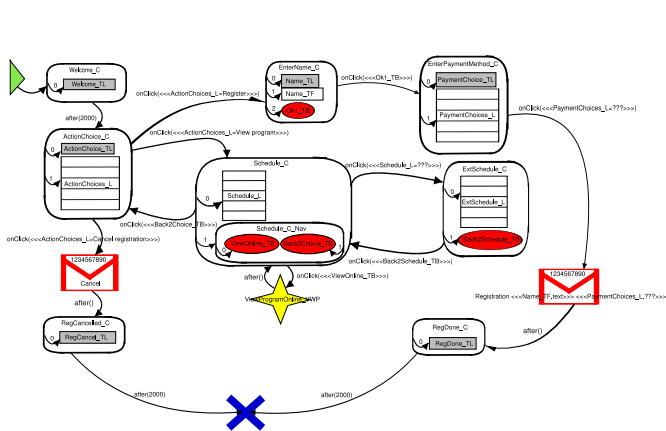 Welcome_C
0
Welcome_TL
after(2000)
ActionChoice_C
0
ActionChoice_TL
1
ActionChoices_L
onClick(<<<ActionChoices_L=Register>>>)
EnterName_C
0
Name_TL
1
Name_TF
2
Ok1_TB
onClick(<<<Ok1_TB>>>)
EnterPaymentMethod_C
0
PaymentChoice_TL
1
PaymentChoices_L
onClick(<<<PaymentChoices_L=???>>>)
onClick(<<<ActionChoices_L=View program>>>)
Schedule_C
0
Schedule_L
1
Schedule_C_Nav
0
ViewOnline_TB
Back2Choice_TB
1
onClick(<<<Schedule_L=???>>>)
ExtSchedule_C
0
ExtSchedule_L
1
Back2Schedule_TB
onClick(<<<Back2Choice_TB>>>)
onClick(<<<Back2Schedule_TB>>>)
onClick(<<<ActionChoices_L=Cancel registration>>>)
1234567890
Cancel
after()
after()
onClick(<<<ViewOnline_TB>>>)
1234567890
Registration <<<Name_TF,text>>> <<<PaymentChoices_L,???>>>
after()
RegCancelled_C
0
RegCancel_TL
RegDone_C
0
RegDone_TL
after(2000)
after(2000)